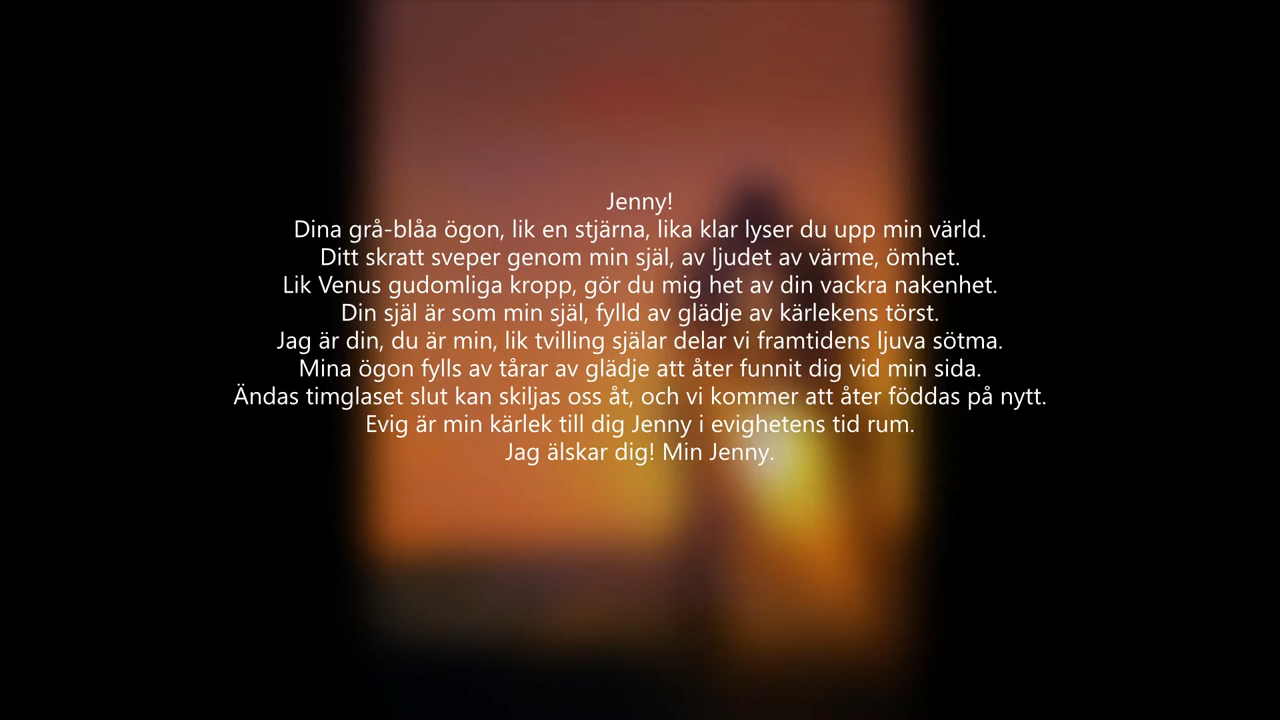 Jenny!
Dina grå-blåa ögon, lik en stjärna, lika klar lyser du upp min värld.
Ditt skratt sveper genom min själ, av ljudet av värme, ömhet.
Lik Venus gudomliga kropp, gör du mig het av din vackra nakenhet.
Din själ är som min själ, fylld av glädje av kärlekens törst.
Jag är din, du är min, lik tvilling själar delar vi framtidens ljuva sötma.
Mina ögon fylls av tårar av glädje att åter funnit dig vid min sida.
Ändas timglaset slut kan skiljas oss åt, och vi kommer att åter föddas på nytt.
Evig är min kärlek till dig Jenny i evighetens tid rum.
Jag älskar dig! Min Jenny.